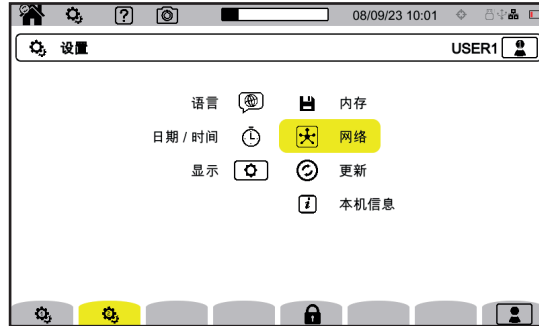 08/09/23 10:01
设置 USER1
语言 内存
日期 / 时间 网络
显示 更新
本机信息